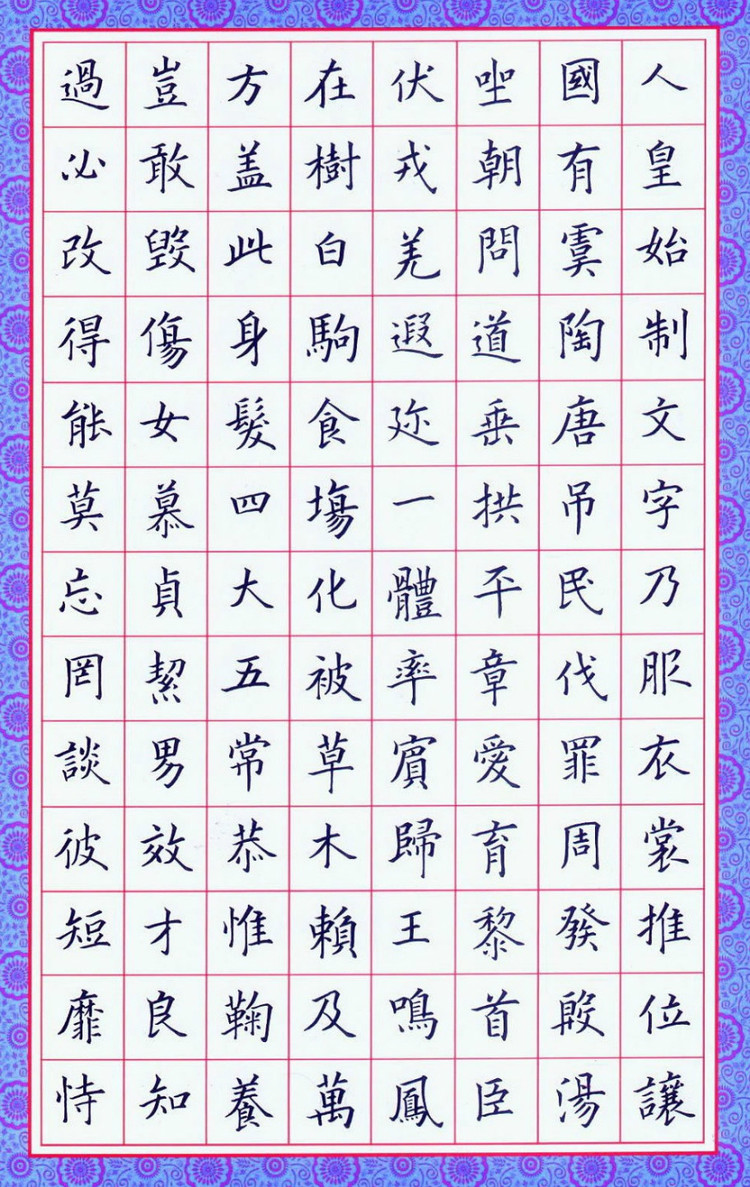 人皇始制文字乃服衣裳推位讓
國有虞陶唐吊民伐罪周發殷湯
坐朝問道垂拱平章愛育黎首臣
伏戎羌遐迩一體率賓歸王鳴鳳
在樹白駒食場化被草木賴及萬
方盖此身髮四大五常恭惟鞠養
豈敢毀傷女慕貞絜男效才良知
過必改得能莫忘罔談彼短靡恃